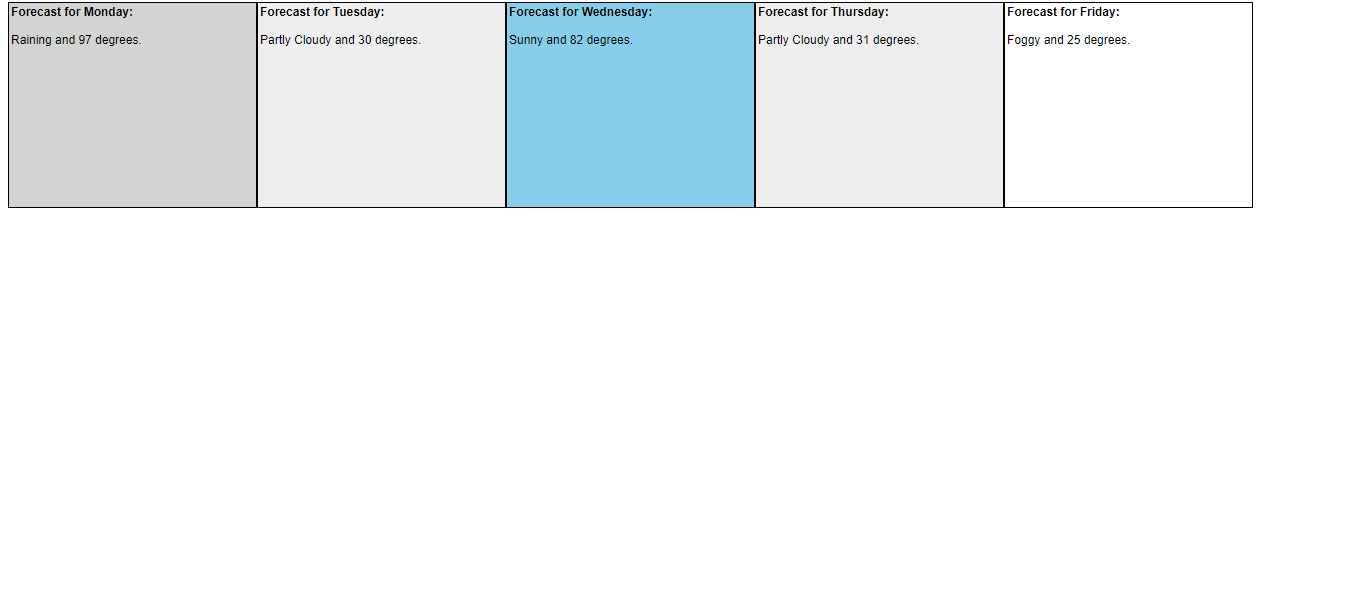 Forecast for Monday:
Raining and 97 degrees.
Forecast for Tuesday:
Partly Cloudy and 30 degrees.
Forecast for Wednesday:
Sunny and 82 degrees.
Forecast for Thursday:
Partly Cloudy and 31 degrees.
Forecast for Friday:
Foggy and 25 degrees.